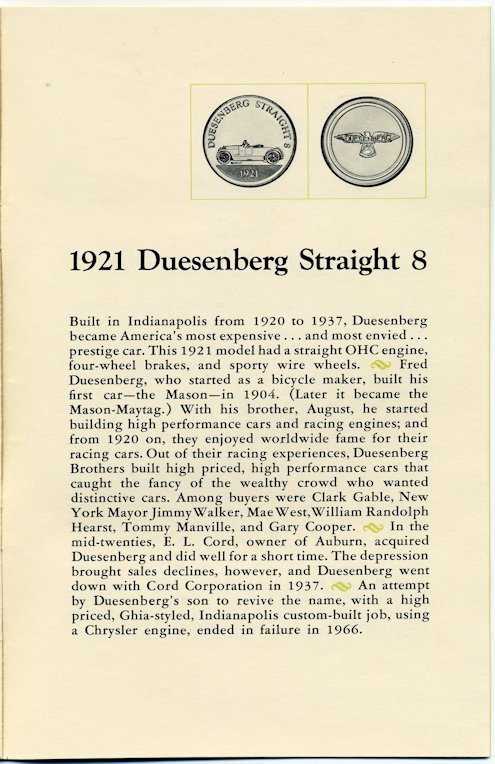 DUESENBERG STRAIGHT 8
1921
DUESENBERG
1921 Duesenberg Straight 8
Built in Indianapolis from 1920 to 1937, Duesenberg
became America's most expensive . . . and most envied . . .
prestige car. This 1921 model had a straight OHC engine,
four-wheel brakes, and sporty wire wheels. Fred
Duesenberg, who started as a bicycle maker, built his
first car—the Mason—in 1904. (Later it became the
Mason-Maytag.) With his brother, August, he started
building high performance cars and racing engines; and
from 1920 on, they enjoyed worldwide fame for their
racing cars. Out of their racing experiences, Duesenberg
Brothers built high priced, high performance cars that
caught the fancy of the wealthy crowd who wanted
distinctive cars. Among buyers were Clark Gable, New
York Mayor Jimmy Walker, Mae West, William Randolph
Hearst, Tommy Manville, and Gary Cooper. In the
mid-twenties, E. L. Cord, owner of Auburn, acquired
Duesenberg and did well for a short time. The depression
brought sales declines, however, and Duesenberg went
down with Cord Corporation in 1937. An attempt
by Duesenberg's son to revive the name, with a high
priced, Ghia-styled, Indianapolis custom-built job, using
a Chrysler engine, ended in failure in 1966.